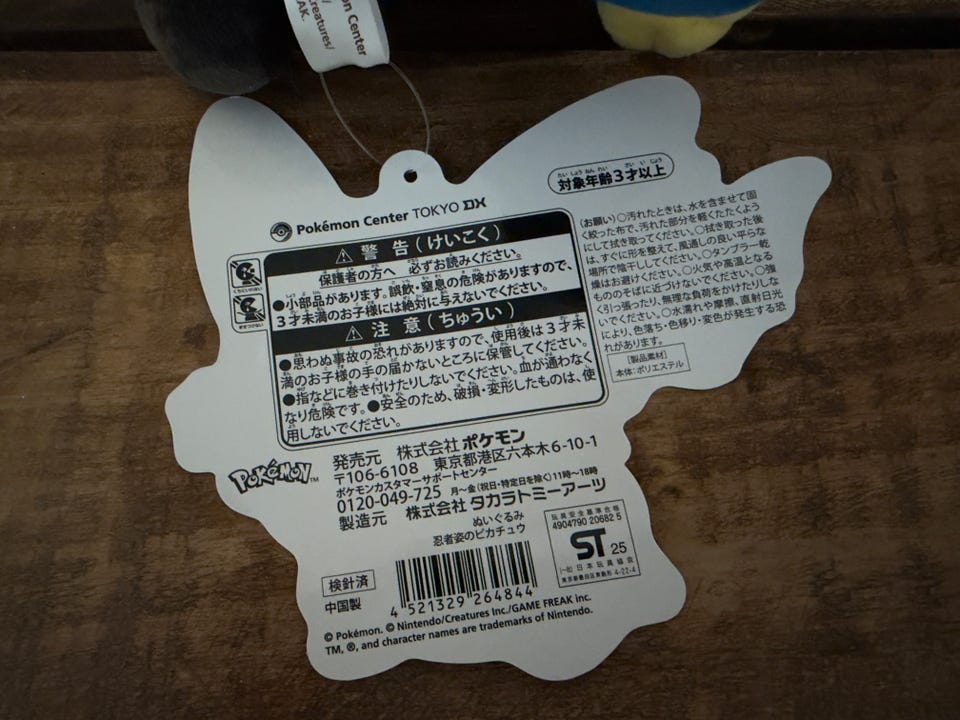 on Center
Creatures/
AK.
対象年齢3才以上
Pokémon Center TOKYO DX
警告(けいこく)
保護者の方へ 必ずお読みください。
●小部品があります。誤飲・窒息の危険がありますので、
3才未満のお子様には絶対に与えないでください。
注意(ちゅうい)
●思わぬ事故の恐れがありますので、使用後は3才未
満のお子様の手の届かないところに保管してください。
●指などに巻き付けたりしないでください。血が通わなく
なり危険です。●安全のため、破損・変形したものは、使
用しないでください。
(お願い)○汚れたときは、水を含ませて固
く絞った布で、汚れた部分を軽くたたくよう
にして拭き取ってください。○拭き取った後
は、すぐに形を整えて、風通しの良い平らな
場所で陰干ししてください。○タンブラー乾
燥はお避けください。○火気や高温となる
もののそばに近づけないでください。○強
く引っ張ったり、無理な負荷をかけたりしな
いでください。○水濡れや摩擦、直射日光
により、色落ち・色移り・変色が発生する恐
れがあります。
[製品素材]
本体:ポリエステル
POKéMON™
発売元 株式会社ポケモン
〒106-6108 東京都港区六本木6-10-1
ポケモンカスタマーサポートセンター
0120-049-725 月~金(祝日・特定日を除く)11時~18時
製造元 株式会社タカラトミーアーツ
ぬいぐるみ
忍者姿のピカチュウ
玩具安全基準合格
4904790 20682 5
ST 25
(一社)日本玩具協会
東京都墨田区東駒形 4-22-4
検針済
中国製
4 521329 264844
© Pokémon. © Nintendo/Creatures Inc./GAME FREAK inc.
TM, ®, and character names are trademarks of Nintendo.